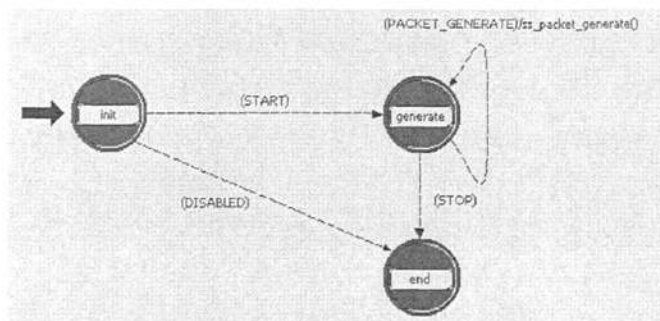 (PACKET_GENERATE)/ss_packet_generate()
init
(START)
generate
(DISABLED)
(STOP)
end